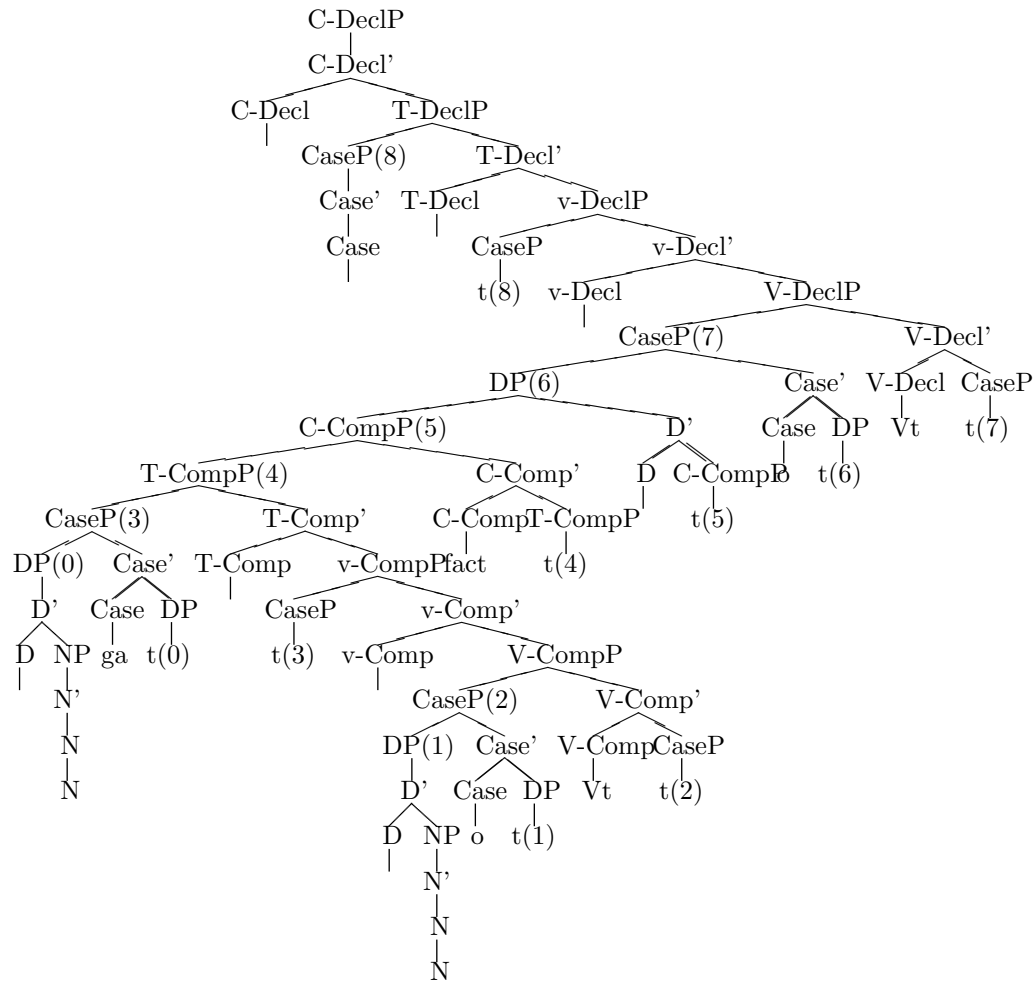 C-DeclP
C-Decl'
C-Decl T-DeclP
CaseP(8) T-Decl'
Case' T-Decl v-DeclP
Case CaseP v-Decl'
t(8) v-Decl V-DeclP
CaseP(7) V-Decl'
DP(6) Case' V-Decl CaseP
C-CompP(5) D' Case DP Vt t(7)
T-CompP(4) C-Comp' D C-CompP o t(6)
CaseP(3) T-Comp' C-Comp T-CompP t(5)
DP(0) Case' T-Comp v-CompP fact t(4)
D' Case DP CaseP v-Comp'
D NP ga t(0) t(3) v-Comp V-CompP
N' CaseP(2) V-Comp'
N DP(1) Case' V-Comp CaseP
N D' Case DP Vt t(2)
D NP o t(1)
N'
N
N